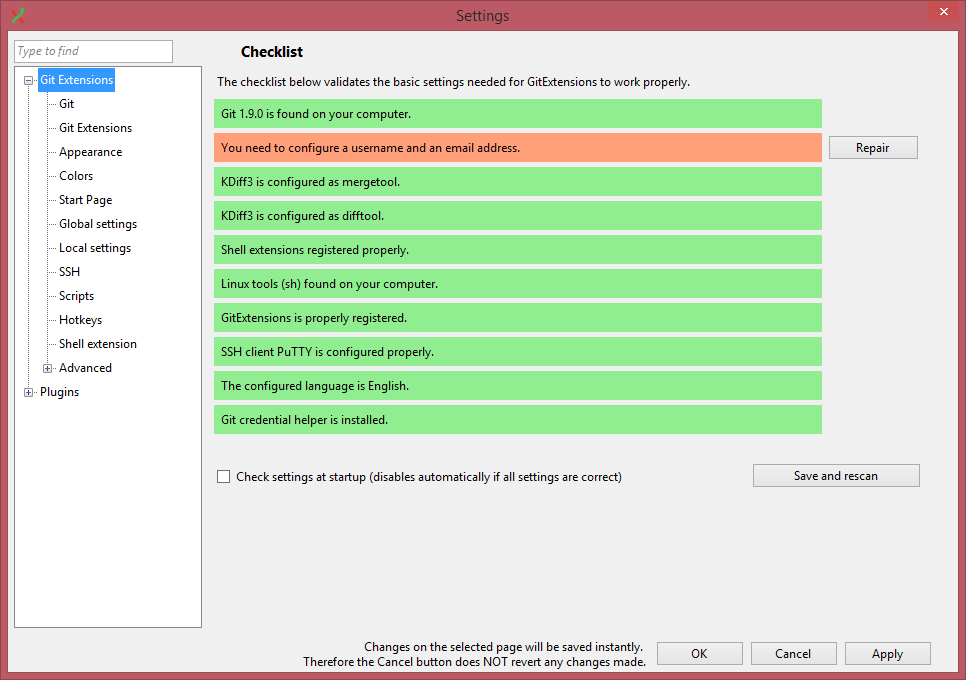 Settings
Type to find
Git Extensions
Git
Git Extensions
Appearance
Colors
Start Page
Global settings
Local settings
SSH
Scripts
Hotkeys
Shell extension
Advanced
Plugins
Checklist
The checklist below validates the basic settings needed for GitExtensions to work properly.
Git 1.9.0 is found on your computer.
You need to configure a username and an email address.
Repair
KDiff3 is configured as mergetool.
KDiff3 is configured as difftool.
Shell extensions registered properly.
Linux tools (sh) found on your computer.
GitExtensions is properly registered.
SSH client PuTTY is configured properly.
The configured language is English.
Git credential helper is installed.
Check settings at startup (disables automatically if all settings are correct)
Save and rescan
Changes on the selected page will be saved instantly.
Therefore the Cancel button does NOT revert any changes made.
OK
Cancel
Apply